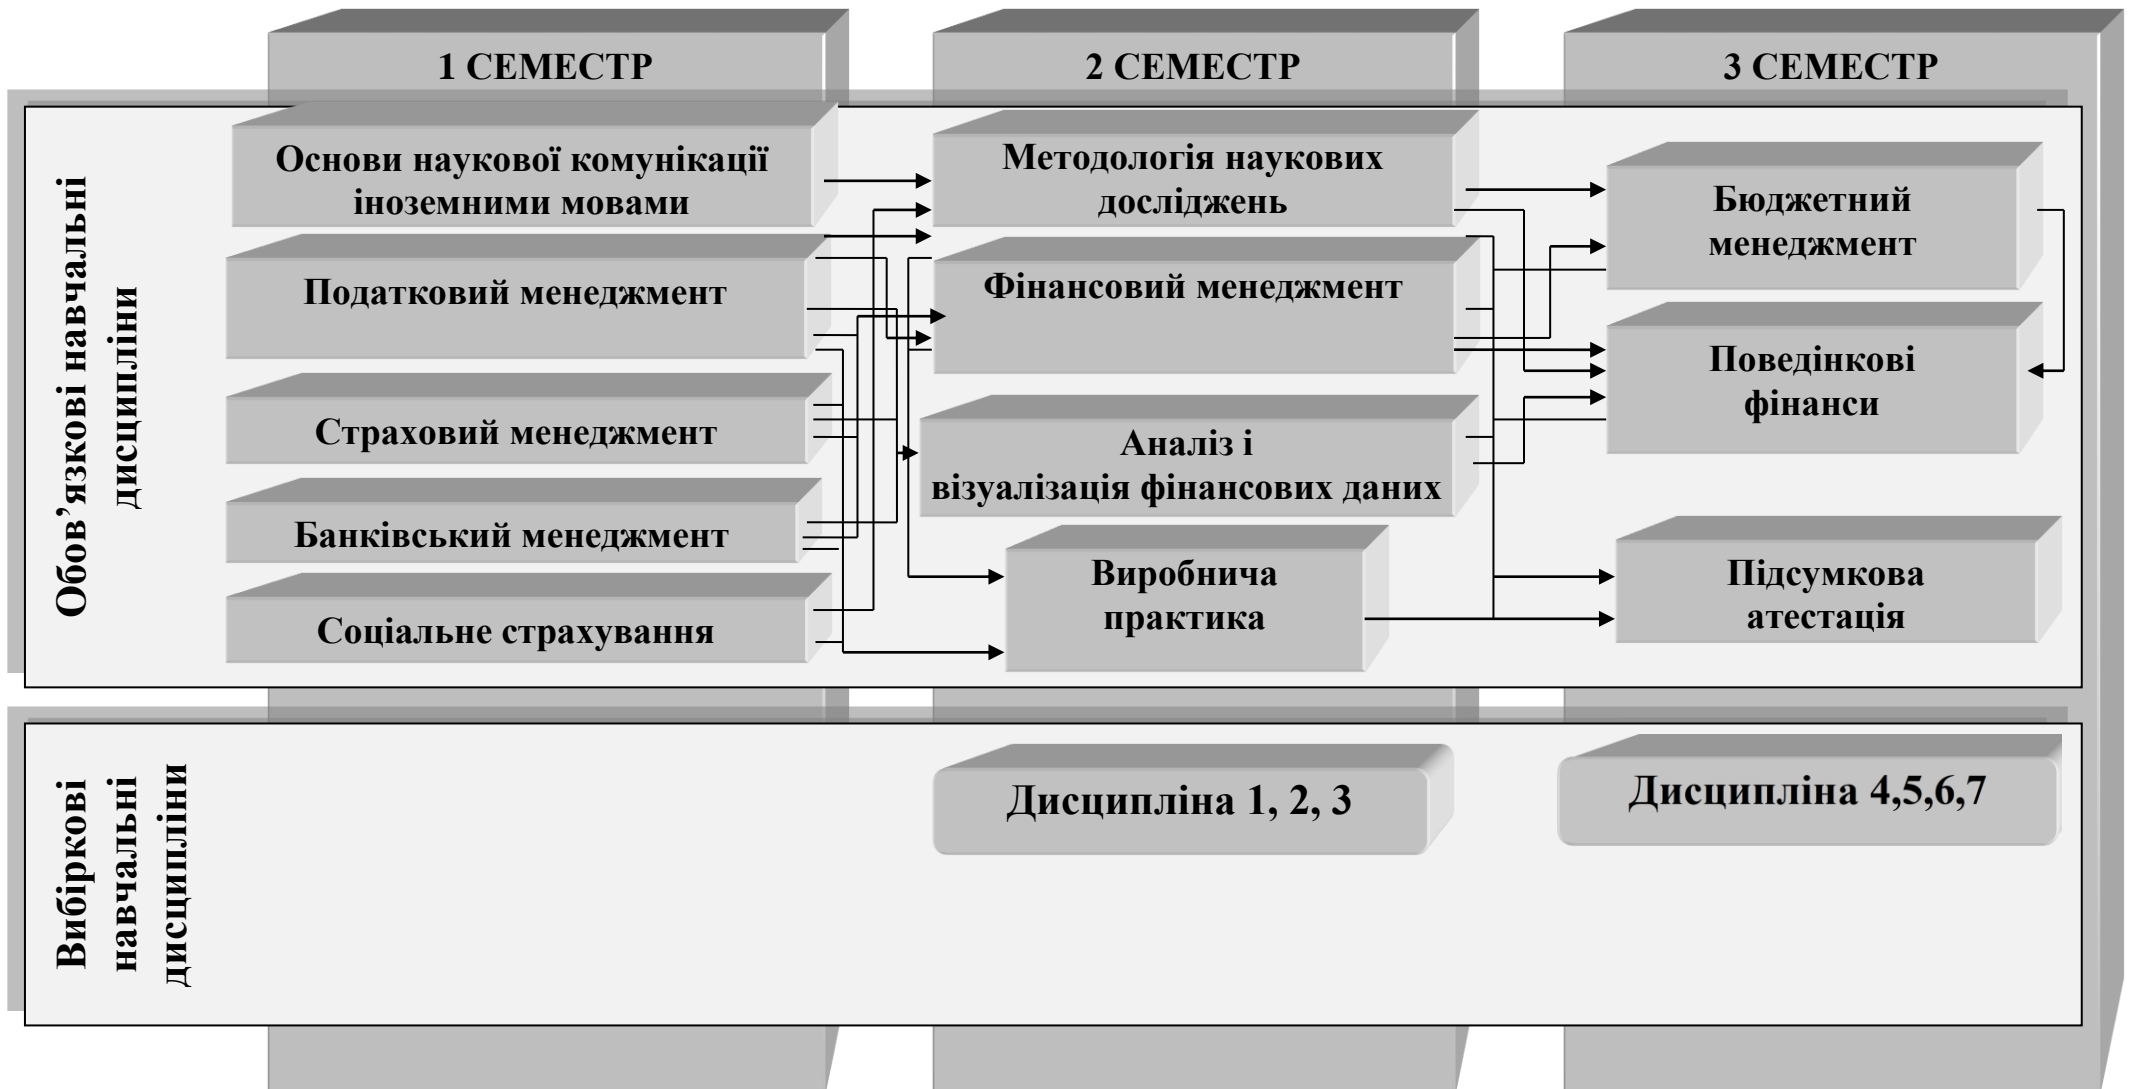 1 СЕМЕСТР
2 СЕМЕСТР
3 СЕМЕСТР
Обов’язкові навчальні
дисципліни
Основи наукової комунікації
іноземними мовами
Податковий менеджмент
Страховий менеджмент
Банківський менеджмент
Соціальне страхування
Методологія наукових
досліджень
Фінансовий менеджмент
Аналіз і
візуалізація фінансових даних
Виробнича
практика
Бюджетний
менеджмент
Поведінкові
фінанси
Підсумкова
атестація
Вибіркові
навчальні
дисципліни
Дисципліна 1, 2, 3
Дисципліна 4,5,6,7